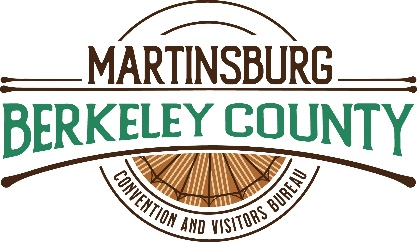 MARTINSBURG
BERKELEY COUNTY
CONVENTION AND VISITORS BUREAU